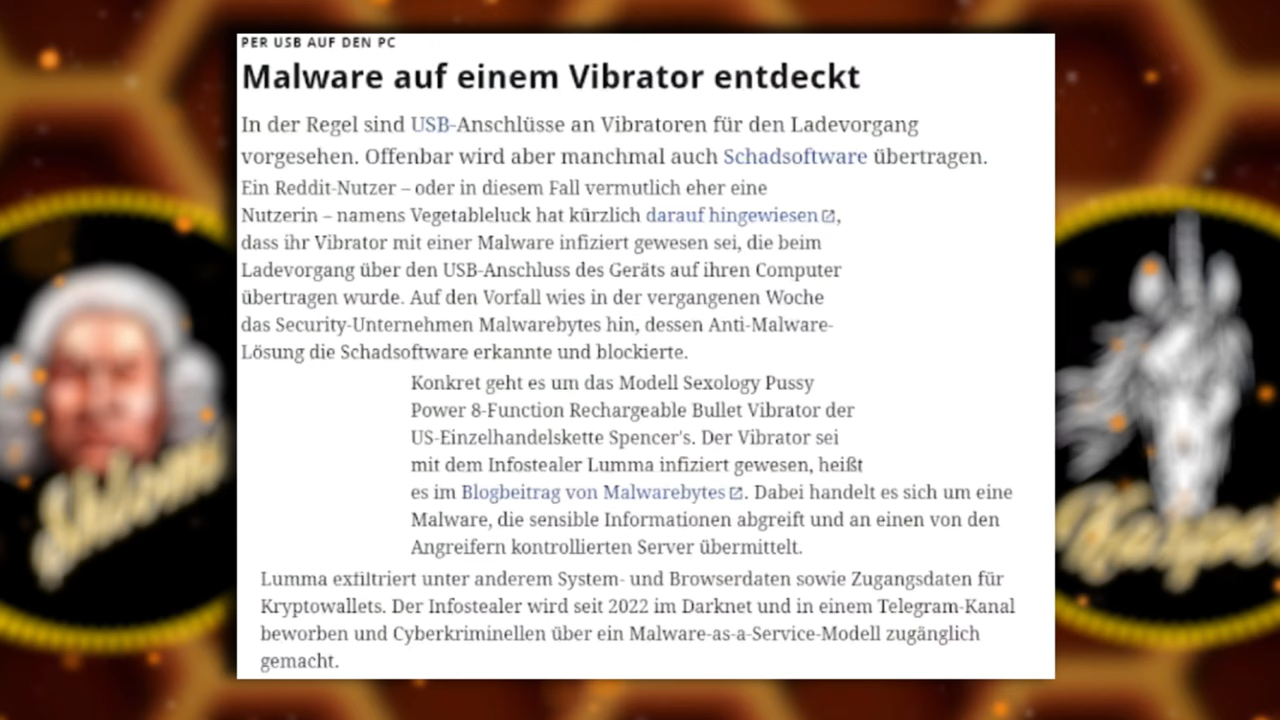 PER USB AUF DEN PC
Malware auf einem Vibrator entdeckt
In der Regel sind USB-Anschlüsse an Vibratoren für den Ladevorgang
vorgesehen. Offenbar wird aber manchmal auch Schadsoftware übertragen.
Ein Reddit-Nutzer – oder in diesem Fall vermutlich eher eine
Nutzerin – namens Vegetableluck hat kürzlich darauf hingewiesen,
dass ihr Vibrator mit einer Malware infiziert gewesen sei, die beim
Ladevorgang über den USB-Anschluss des Geräts auf ihren Computer
übertragen wurde. Auf den Vorfall wies in der vergangenen Woche
das Security-Unternehmen Malwarebytes hin, dessen Anti-Malware-
Lösung die Schadsoftware erkannte und blockierte.
Konkret geht es um das Modell Sexology Pussy
Power 8-Function Rechargeable Bullet Vibrator der
US-Einzelhandelskette Spencer's. Der Vibrator sei
mit dem Infostealer Lumma infiziert gewesen, heißt
es im Blogbeitrag von Malwarebytes. Dabei handelt es sich um eine
Malware, die sensible Informationen abgreift und an einen von den
Angreifern kontrollierten Server übermittelt.
Lumma exfiltriert unter anderem System- und Browserdaten sowie Zugangsdaten für
Kryptowallets. Der Infostealer wird seit 2022 im Darknet und in einem Telegram-Kanal
beworben und Cyberkriminellen über ein Malware-as-a-Service-Modell zugänglich
gemacht.